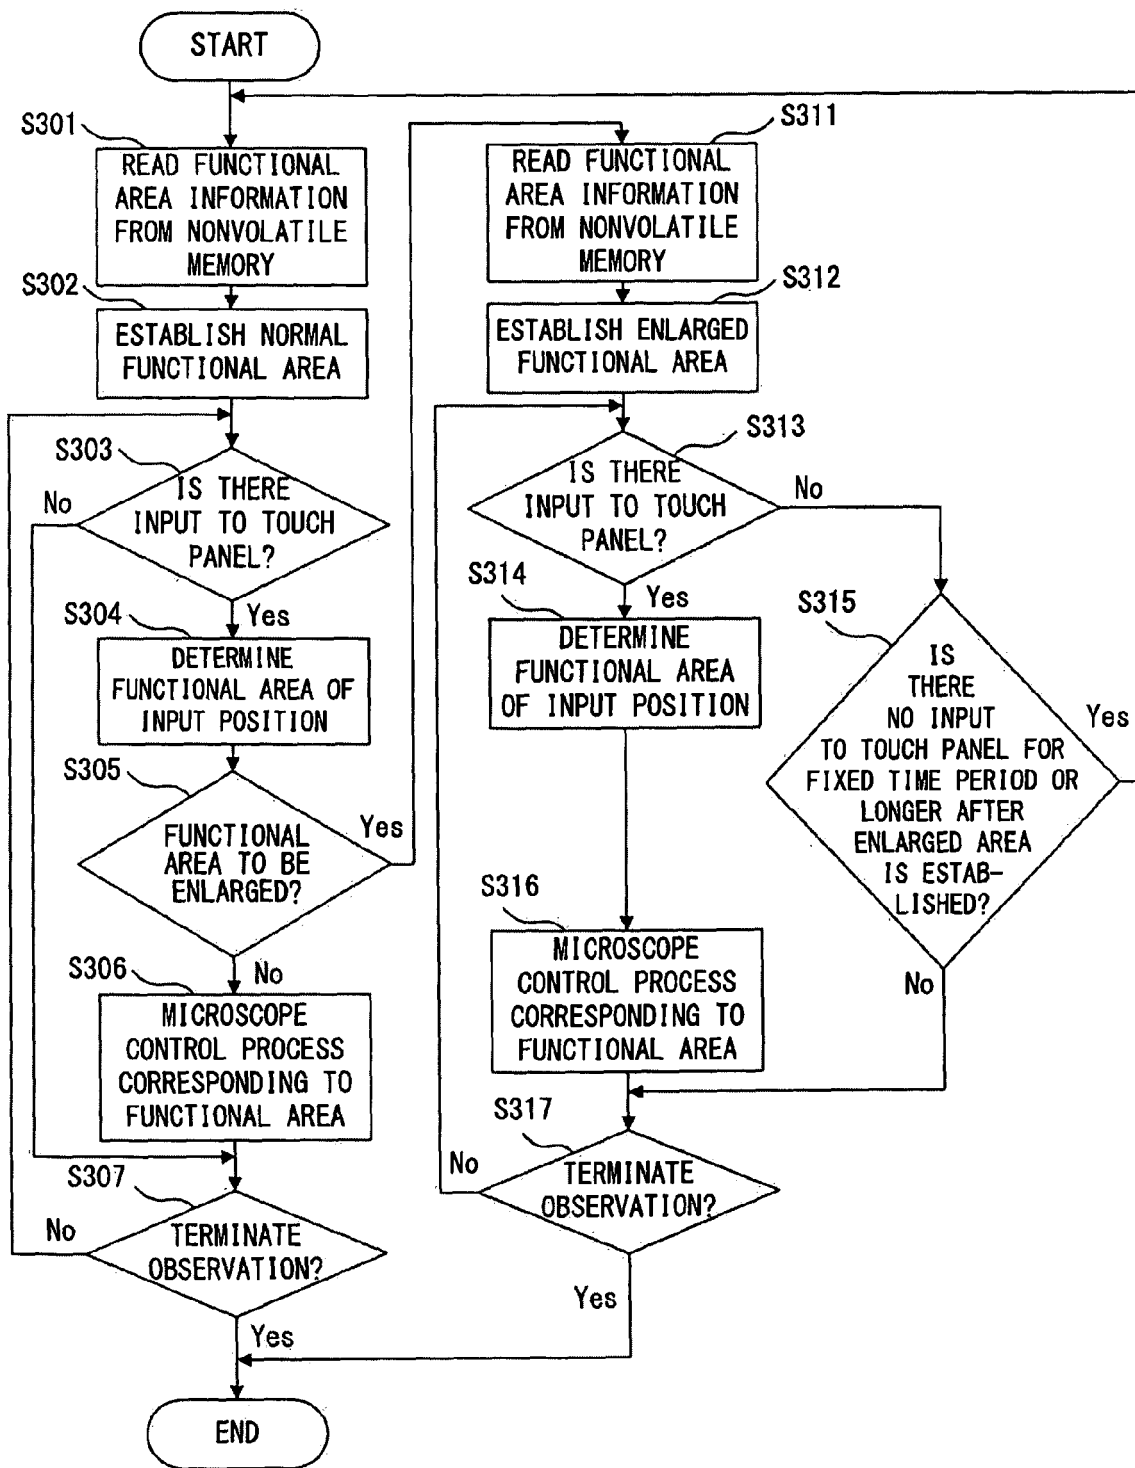 START
S301
READ FUNCTIONAL
AREA INFORMATION
FROM NONVOLATILE
MEMORY
S302
ESTABLISH NORMAL
FUNCTIONAL AREA
S303
No
IS THERE
INPUT TO TOUCH
PANEL?
S304
Yes
DETERMINE
FUNCTIONAL AREA OF
INPUT POSITION
S305
Yes
FUNCTIONAL
AREA TO BE
ENLARGED?
S306
No
MICROSCOPE
CONTROL PROCESS
CORRESPONDING TO
FUNCTIONAL AREA
S307
No
TERMINATE
OBSERVATION?
Yes
END
S311
READ FUNCTIONAL
AREA INFORMATION
FROM NONVOLATILE
MEMORY
S312
ESTABLISH ENLARGED
FUNCTIONAL AREA
S313
IS THERE
INPUT TO TOUCH
PANEL?
No
S314
Yes
DETERMINE
FUNCTIONAL AREA
OF INPUT POSITION
S315
IS
THERE
NO INPUT
TO TOUCH PANEL FOR
FIXED TIME PERIOD OR
LONGER AFTER
ENLARGED AREA
IS ESTAB-
LISHED?
Yes
No
S316
MICROSCOPE
CONTROL PROCESS
CORRESPONDING TO
FUNCTIONAL AREA
S317
No
TERMINATE
OBSERVATION?
Yes